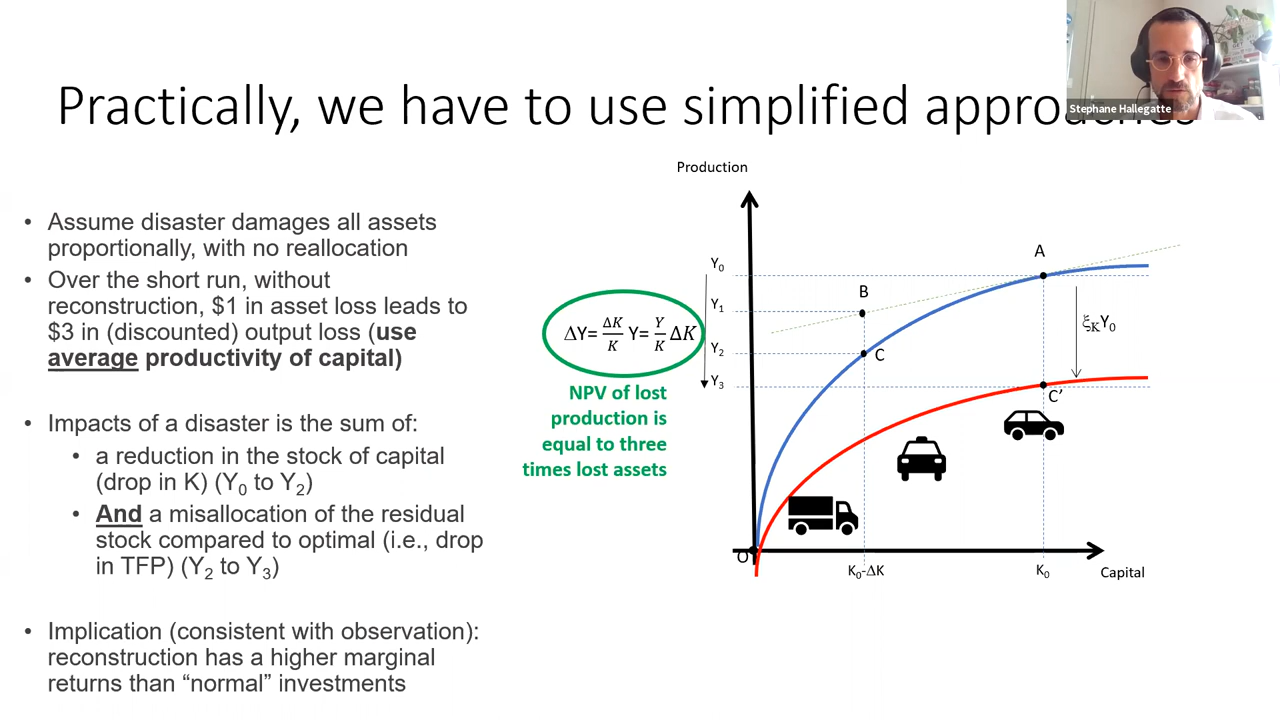 Stephane Hallegatte
Practically, we have to use simplified approaches
• Assume disaster damages all assets
proportionally, with no reallocation
• Over the short run, without
reconstruction, $1 in asset loss leads to
$3 in (discounted) output loss (use
average productivity of capital)
• Impacts of a disaster is the sum of:
• a reduction in the stock of capital
(drop in K) (Y₀ to Y₂)
• And a misallocation of the residual
stock compared to optimal (i.e., drop
in TFP) (Y₂ to Y₃)
• Implication (consistent with observation):
reconstruction has a higher marginal
returns than “normal” investments
ΔY= ΔK/K Y= Y/K ΔK
NPV of lost
production is
equal to three
times lost assets
Production
Y₀
Y₁
Y₂
Y₃
A
B
C
ξ_KY₀
C’
O
K₀-ΔK
K₀
Capital